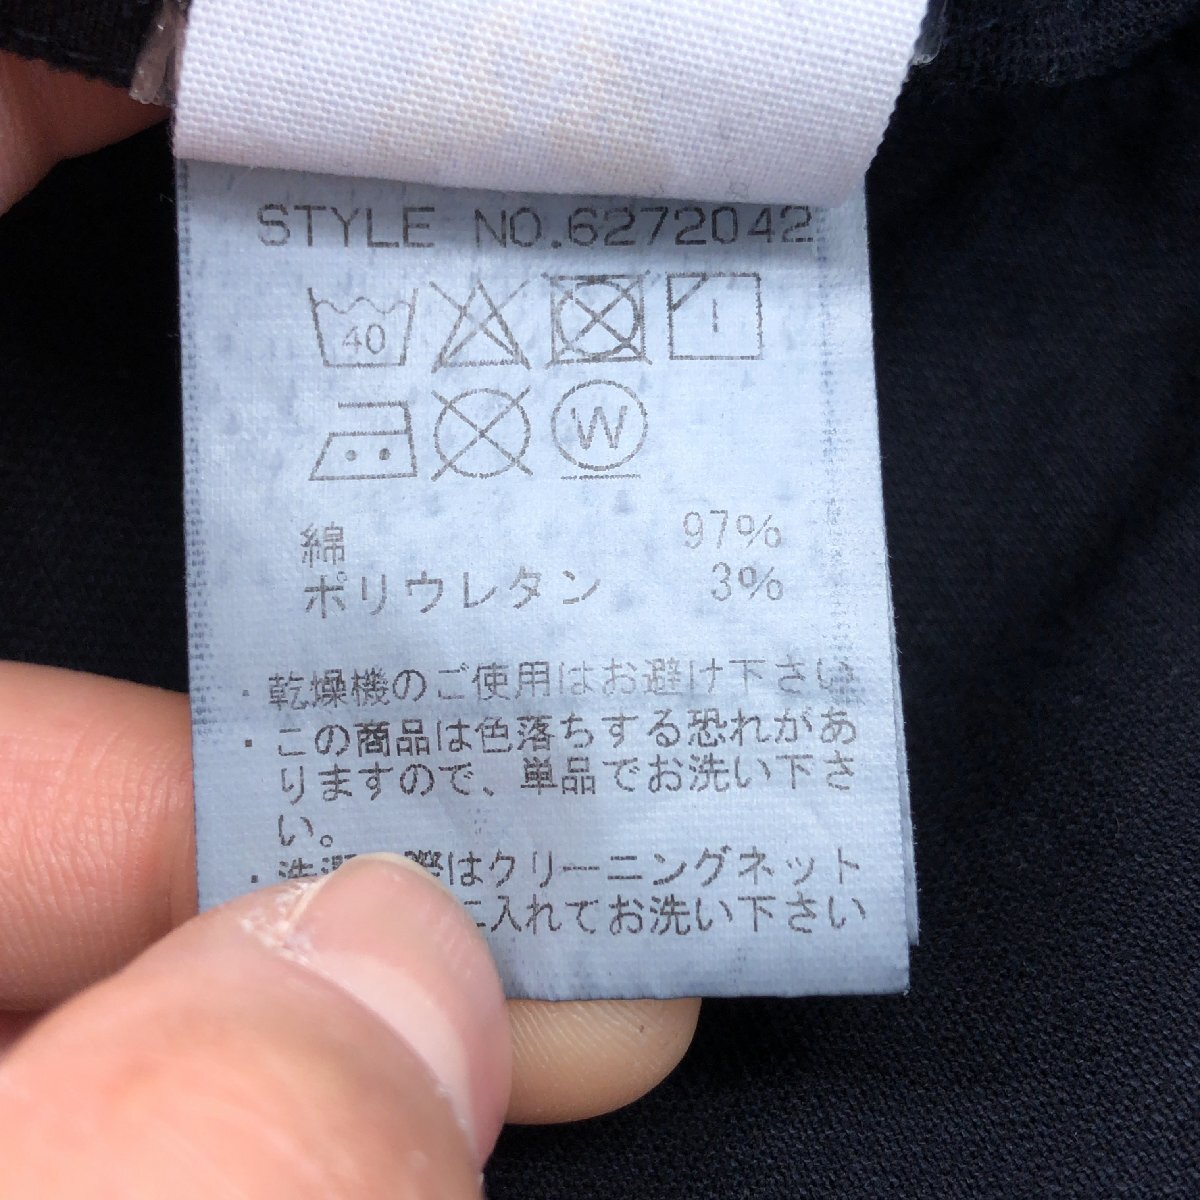 STYLE NO.6272042
40
W
綿 97%
ポリウレタン 3%
・乾燥機のご使用はお避け下さい
・この商品は色落ちする恐れがあ
りますので、単品でお洗い下さ
い。
・洗濯 際はクリーニングネット
に入れてお洗い下さい